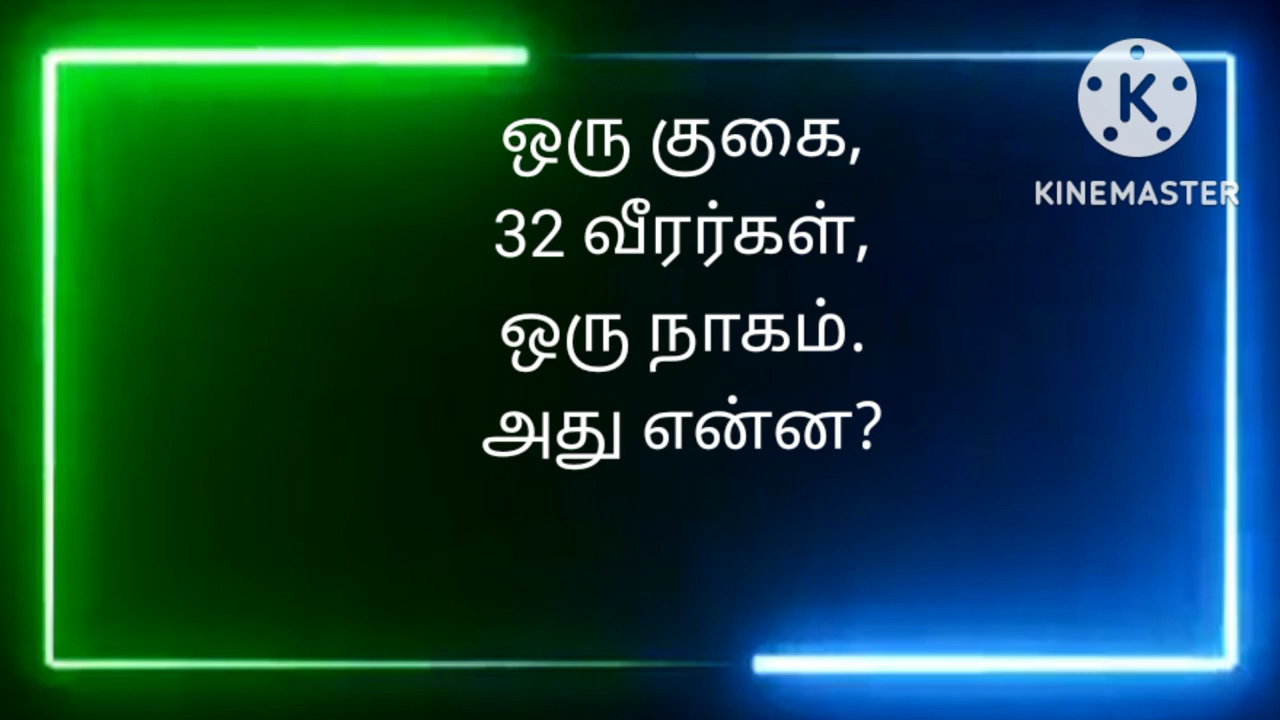 ஒரு குகை,
32 வீரர்கள்,
ஒரு நாகம்.
அது என்ன?
K
KINEMASTER